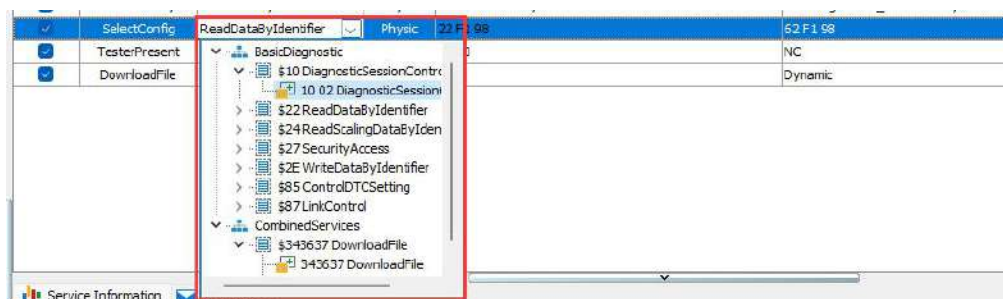 SelectConfig ReadDataByIdentifier Physic 22 F1 98 62 F1 98
TesterPresent NC
DownloadFile Dynamic
BasicDiagnostic
$10 DiagnosticSessionContro
10 02 DiagnosticSession
$22 ReadDataByIdentifier
$24 ReadScalingDataByIden
$27 SecurityAccess
$2E WriteDataByIdentifier
$85 ControlDTCSetting
$87 LinkControl
CombinedServices
$343637 DownloadFile
343637 DownloadFile
Service Information